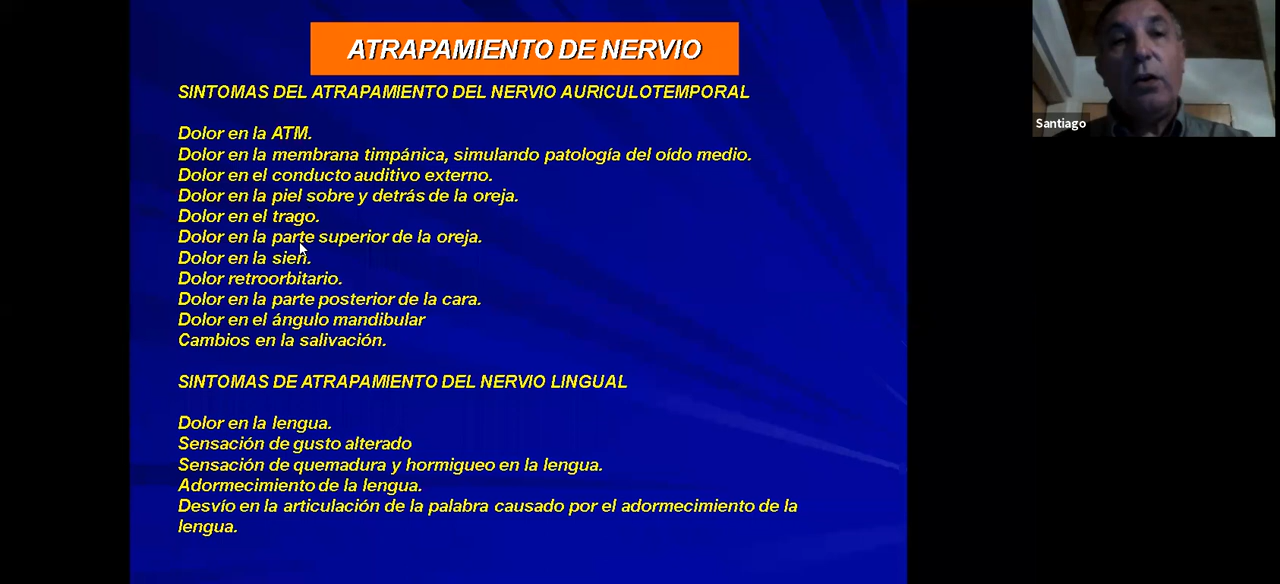 ATRAPAMIENTO DE NERVIO
SINTOMAS DEL ATRAPAMIENTO DEL NERVIO AURICULOTEMPORAL
Dolor en la ATM.
Dolor en la membrana timpánica, simulando patología del oído medio.
Dolor en el conducto auditivo externo.
Dolor en la piel sobre y detrás de la oreja.
Dolor en el trago.
Dolor en la parte superior de la oreja.
Dolor en la sien.
Dolor retroorbitario.
Dolor en la parte posterior de la cara.
Dolor en el ángulo mandibular
Cambios en la salivación.
SINTOMAS DE ATRAPAMIENTO DEL NERVIO LINGUAL
Dolor en la lengua.
Sensación de gusto alterado
Sensación de quemadura y hormigueo en la lengua.
Adormecimiento de la lengua.
Desvío en la articulación de la palabra causado por el adormecimiento de la
lengua.
Santiago